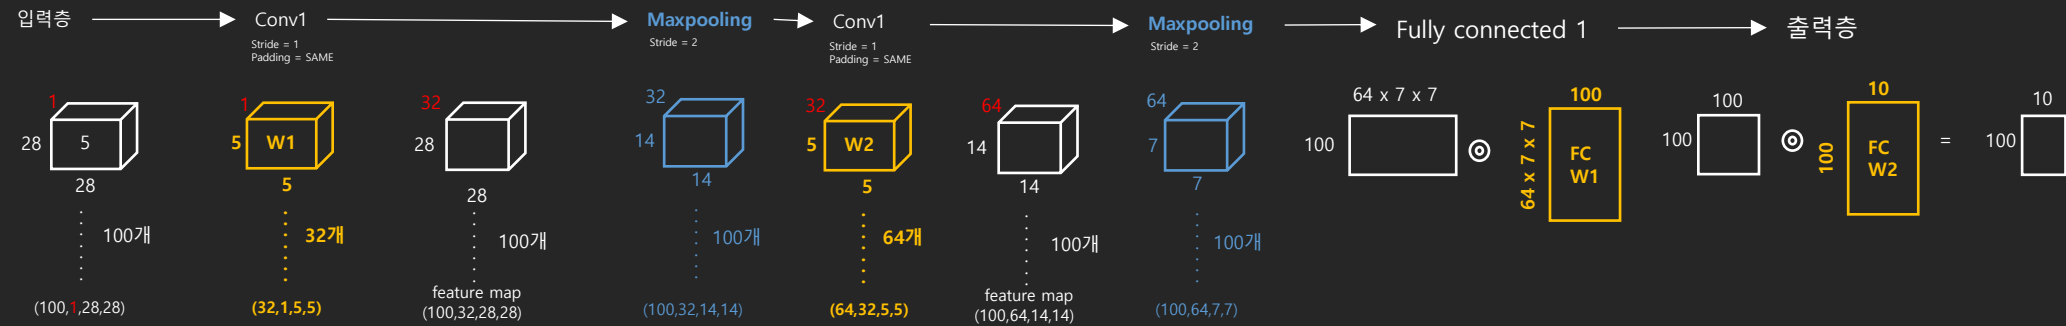 입력층
Conv1
Maxpooling
Conv1
Maxpooling
Fully connected 1
출력층
Stride = 1
Padding = SAME
Stride = 2
Stride = 1
Padding = SAME
Stride = 2
1
28
5
28
100개
(100,1,28,28)
1
5
W1
5
32개
(32,1,5,5)
32
28
28
100개
feature map
(100,32,28,28)
32
14
14
100개
(100,32,14,14)
32
5
W2
5
64개
(64,32,5,5)
64
14
14
100개
feature map
(100,64,14,14)
64
7
7
100개
(100,64,7,7)
64 x 7 x 7
100
100
64 x 7 x 7
FC
W1
100
100
10
100
FC
W2
=
10
100